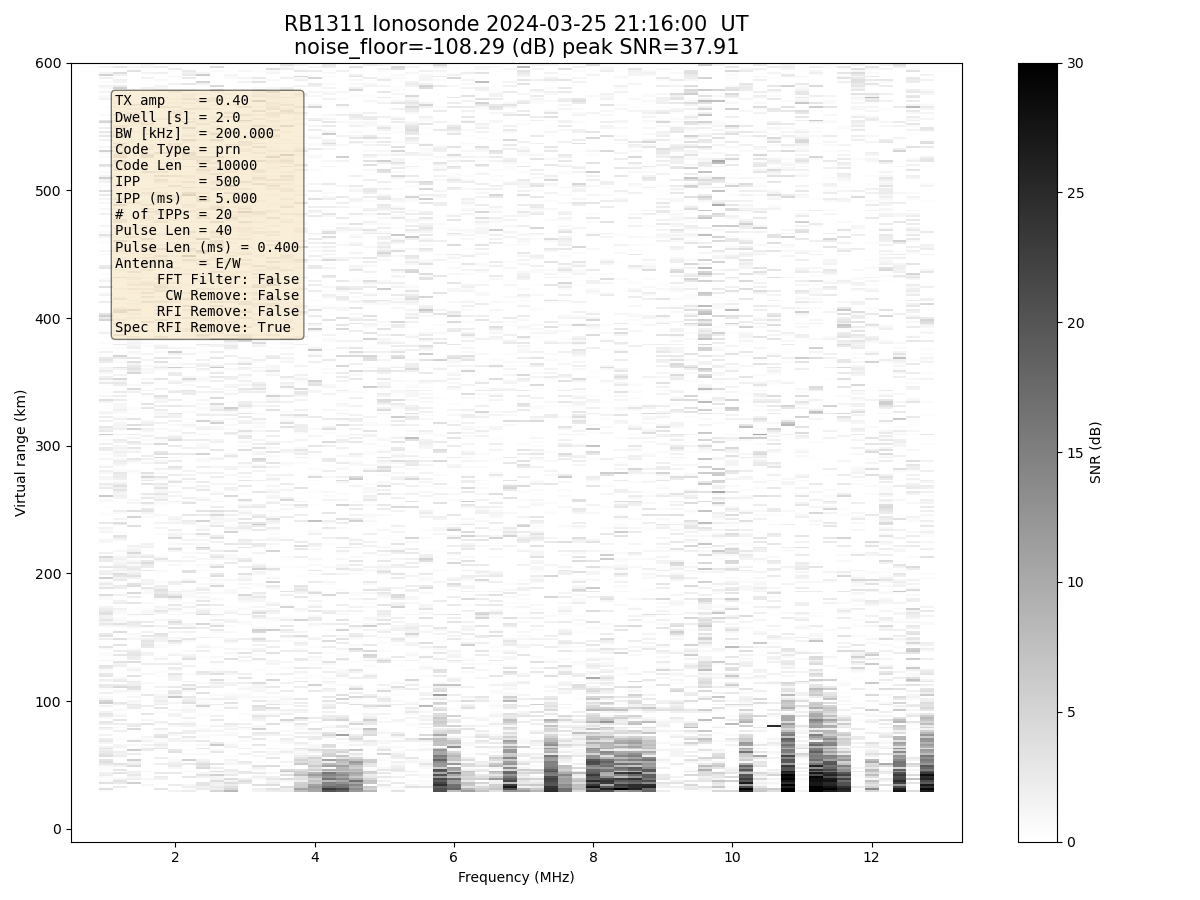 RB1311 Ionosonde 2024-03-25 21:16:00  UT
noise_floor=-108.29 (dB) peak SNR=37.91
600
500
400
300
200
100
0
Virtual range (km)
TX amp    = 0.40
Dwell [s] = 2.0
BW [kHz]  = 200.000
Code Type = prn
Code Len  = 10000
IPP       = 500
IPP (ms)  = 5.000
# of IPPs = 20
Pulse Len = 40
Pulse Len (ms) = 0.400
Antenna   = E/W
FFT Filter: False
CW Remove: False
RFI Remove: False
Spec RFI Remove: True
2 4 6 8 10 12
Frequency (MHz)
30
25
20
15
10
5
0
SNR (dB)